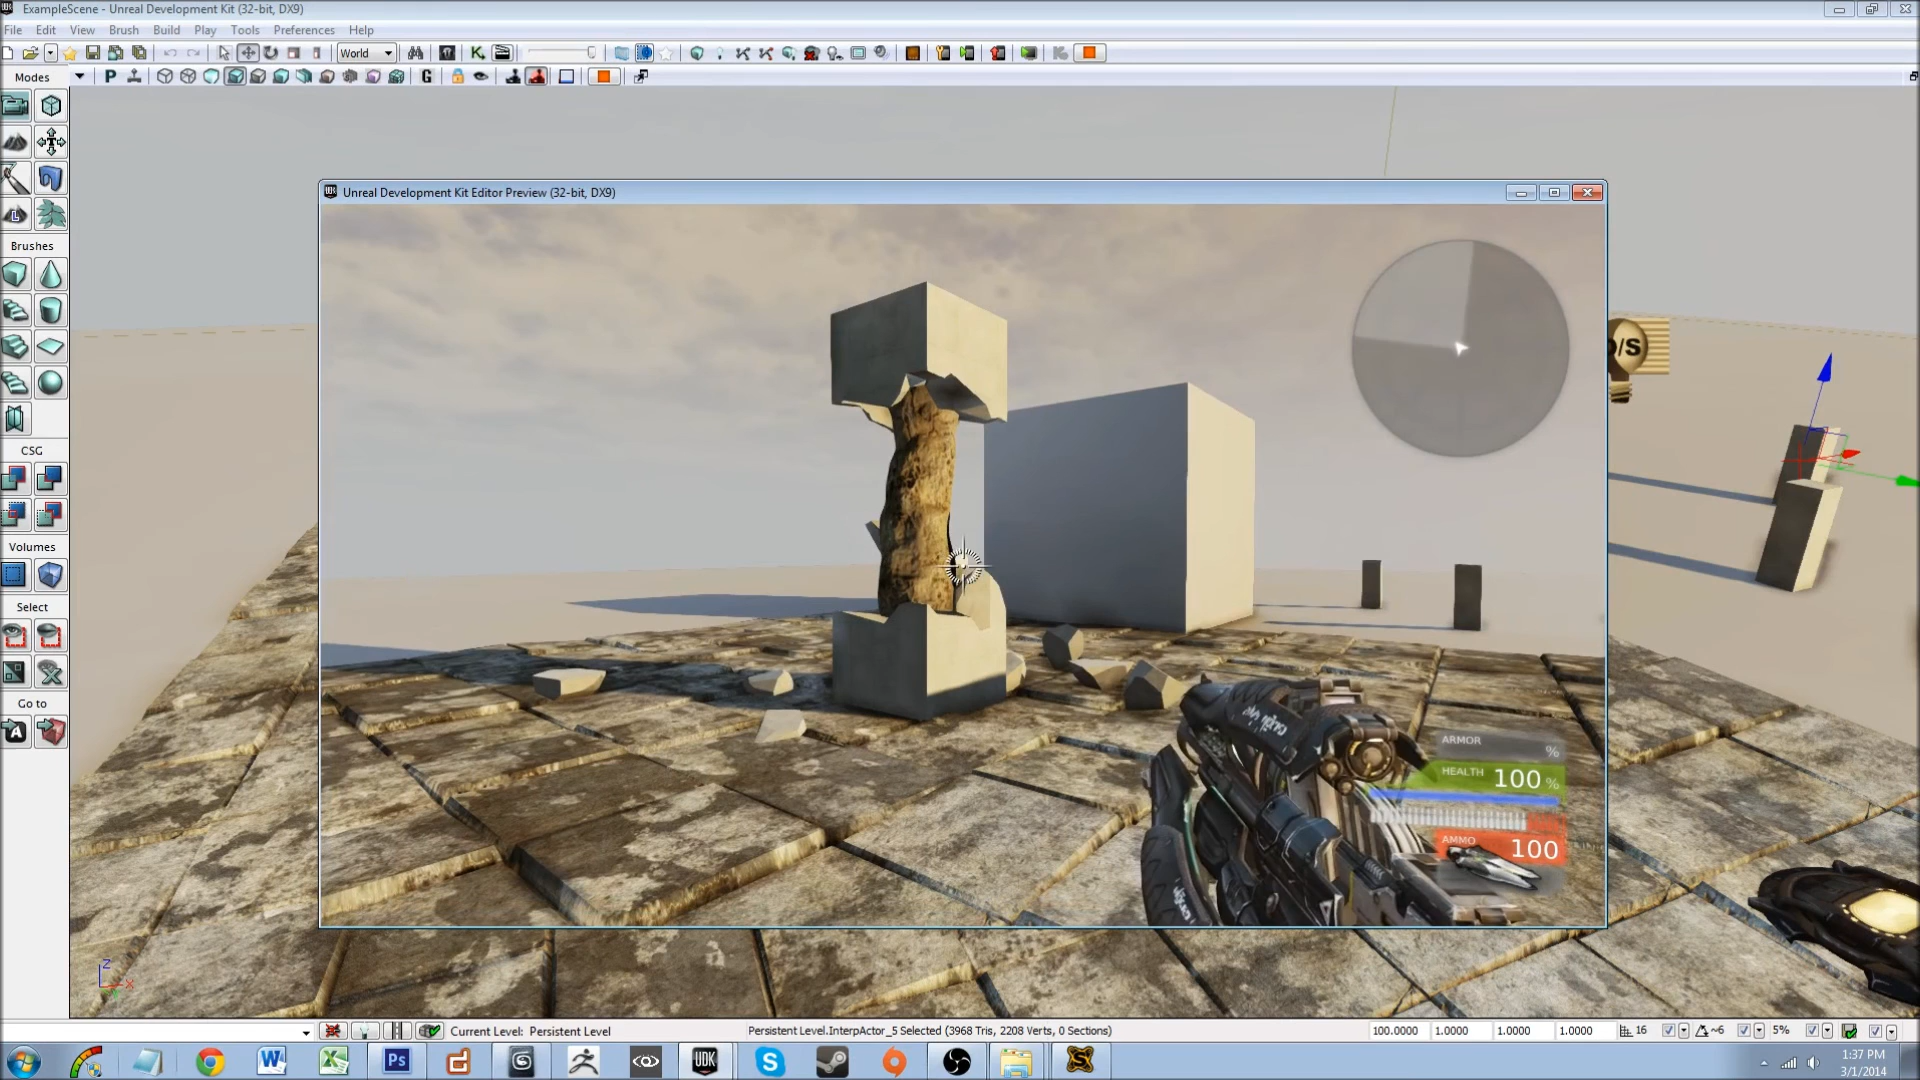 ExampleScene - Unreal Development Kit (32-bit, DX9)
File Edit View Brush Build Play Tools Preferences Help
World
Modes
P
G
Unreal Development Kit Editor Preview (32-bit, DX9)
Brushes
CSG
Volumes
Select
Go to
A
L
D/S
ARMOR %
HEALTH 100 %
AMMO 100
Z
X
Current Level: Persistent Level
Persistent Level.InterpActor_5 Selected (3968 Tris, 2208 Verts, 0 Sections)
100.0000 1.0000 1.0000 1.0000
16
~6
5%
W
X
Ps
UDK
S
1:37 PM
3/1/2014